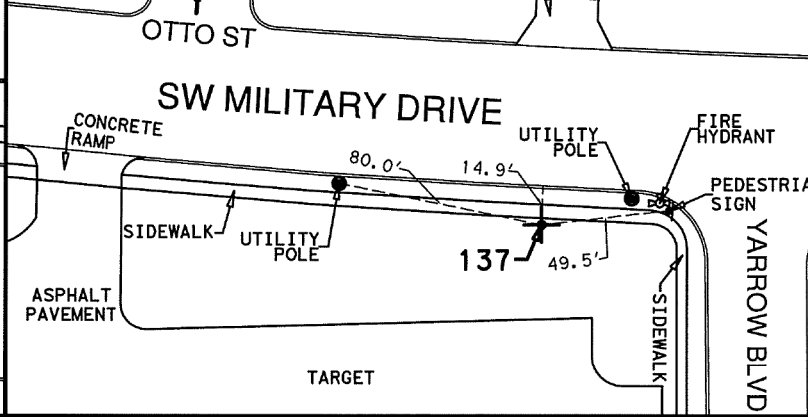 OTTO ST
SW MILITARY DRIVE
CONCRETE
RAMP
80.0'
14.9'
UTILITY
POLE
FIRE
HYDRANT
PEDESTRIA
SIGN
SIDEWALK
UTILITY
POLE
137
49.5'
ASPHALT
PAVEMENT
SIDEWALK
YARROW BLVD
TARGET